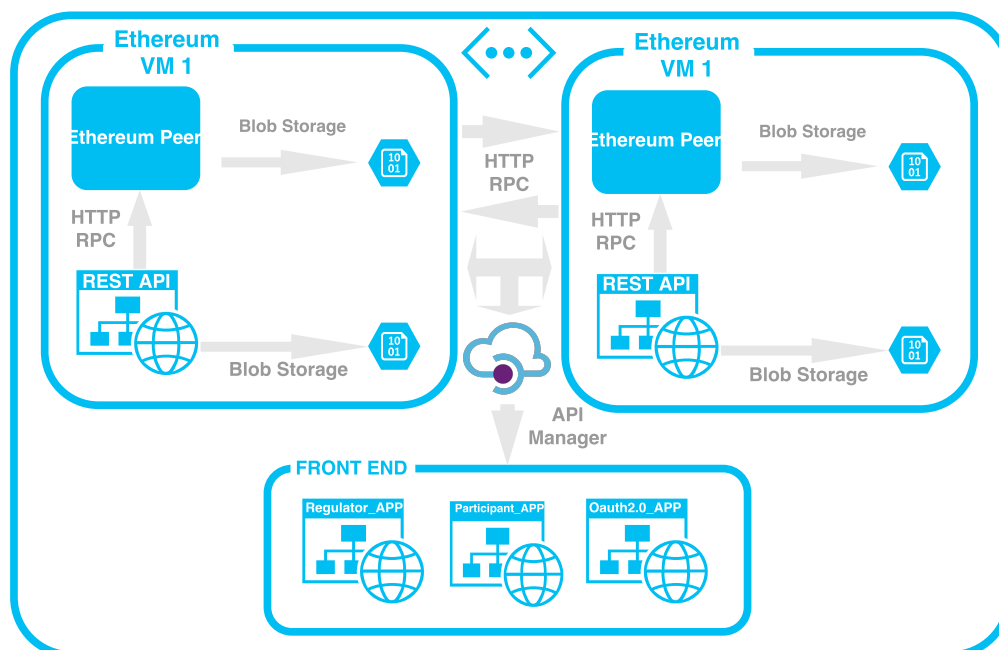 Ethereum
VM 1
Ethereum Peer
Blob Storage
10
01
HTTP
RPC
REST API
Blob Storage
10
01
HTTP
RPC
Ethereum
VM 1
Ethereum Peer
Blob Storage
10
01
HTTP
RPC
REST API
Blob Storage
10
01
API
Manager
FRONT END
Regulator_APP
Participant_APP
Oauth2.0_APP